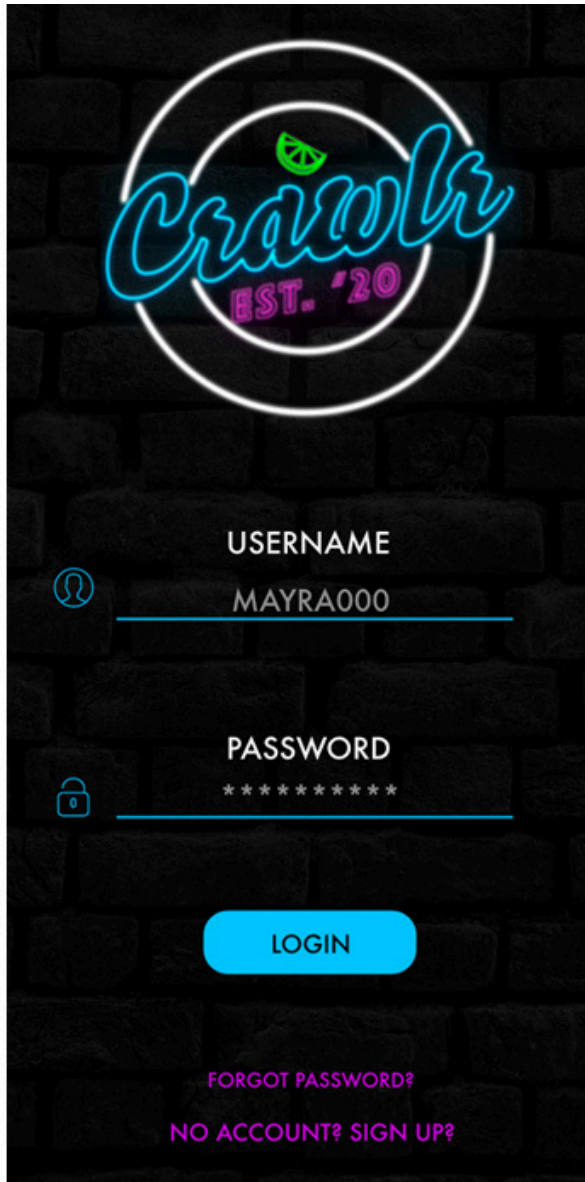 Crawlr
EST. '20
USERNAME
MAYRA000
PASSWORD
**********
LOGIN
FORGOT PASSWORD?
NO ACCOUNT? SIGN UP?